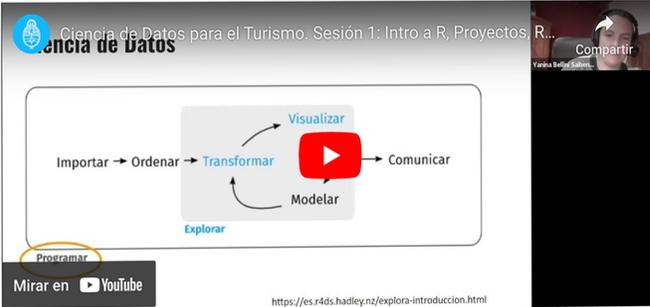 Ciencia de Datos para el Turismo. Sesión 1: Intro a R, Proyectos, R...
Ciencia de Datos
Compartir
Yanina Bellini Saiben...
Visualizar
Importar → Ordenar → Transformar → Comunicar
Modelar
Explorar
Programar
Mirar en YouTube
https://es.r4ds.hadley.nz/explora-introduccion.html